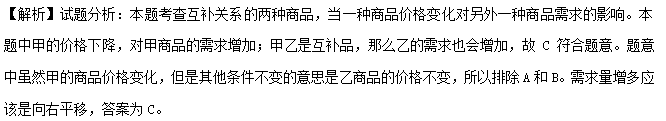 【解析】试题分析：本题考查互补关系的两种商品，当一种商品价格变化对另外一种商品需求的影响。本
题中甲的价格下降，对甲商品的需求增加；甲乙是互补品，那么乙的需求也会增加，故 C 符合题意。题意
中虽然甲的商品价格变化，但是其他条件不变的意思是乙商品的价格不变，所以排除 A 和 B。需求量增多应
该是向右平移，答案为 C。